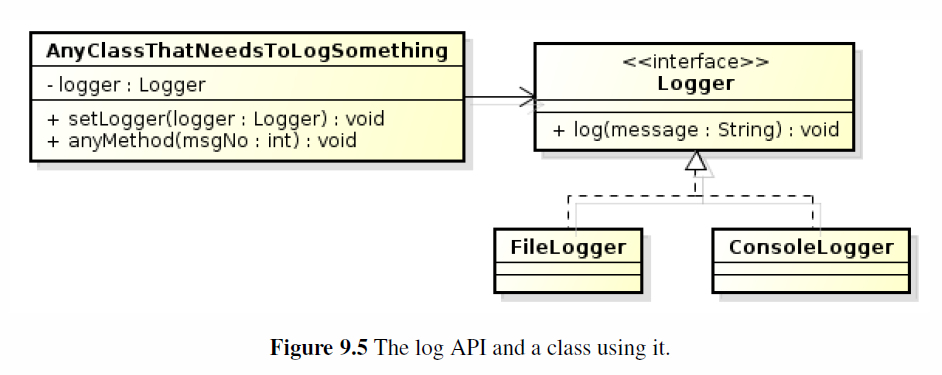 AnyClassThatNeedsToLogSomething
- logger : Logger
+ setLogger(logger : Logger) : void
+ anyMethod(msgNo : int) : void
<<interface>>
Logger
+ log(message : String) : void
FileLogger
ConsoleLogger
Figure 9.5 The log API and a class using it.